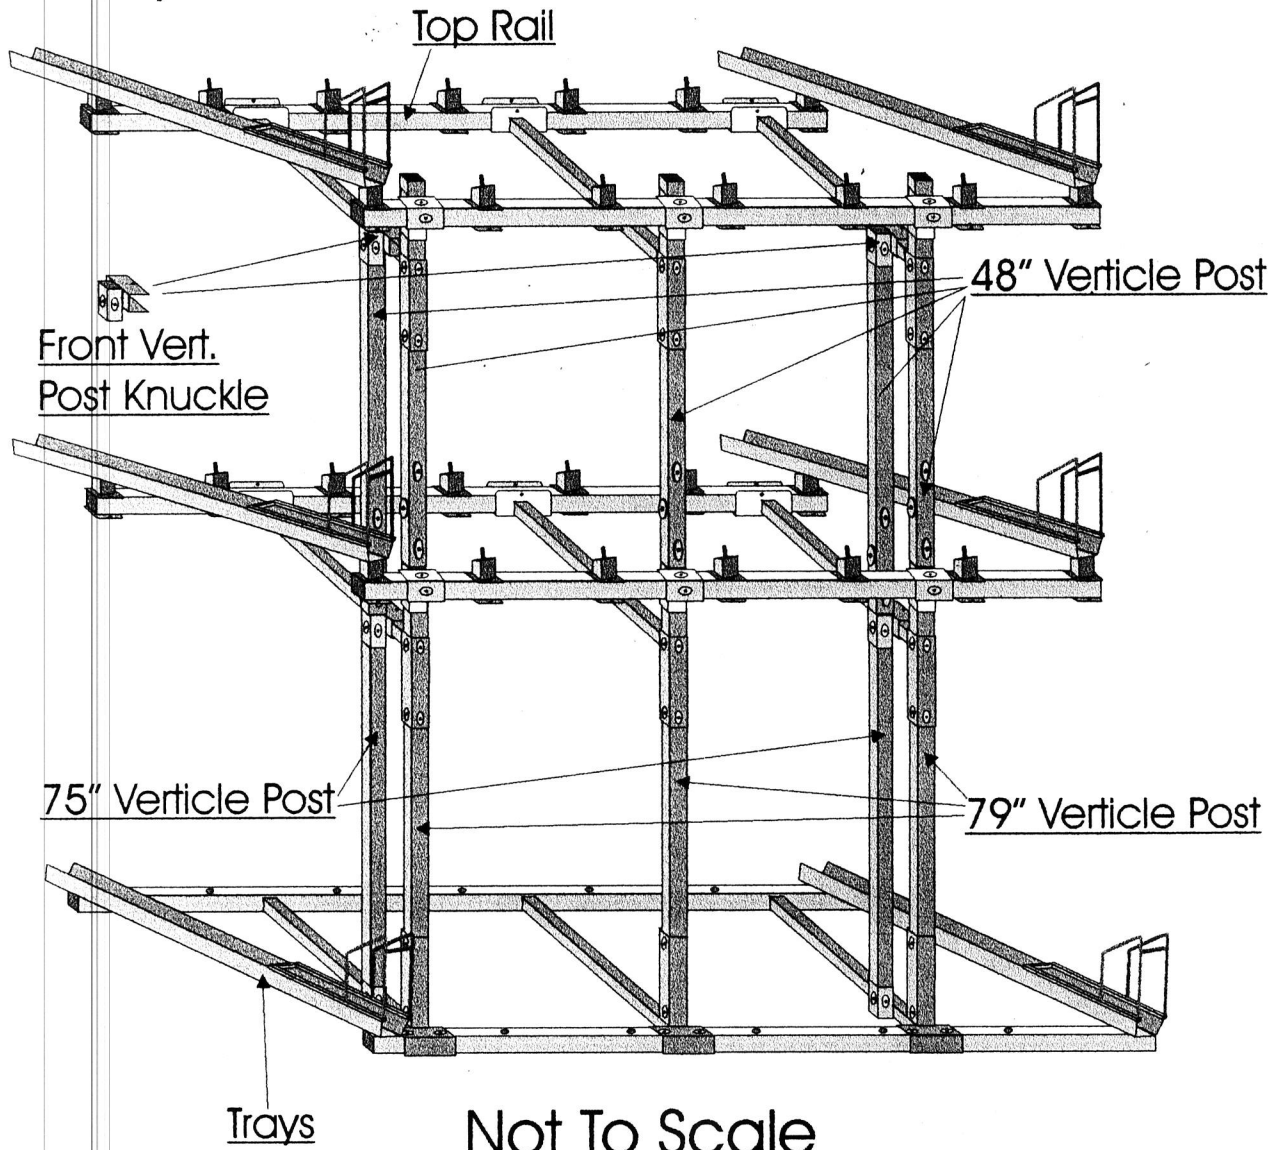 Top Rail
48" Verticle Post
Front Vert.
Post Knuckle
75" Verticle Post
79" Verticle Post
Trays
Not To Scale